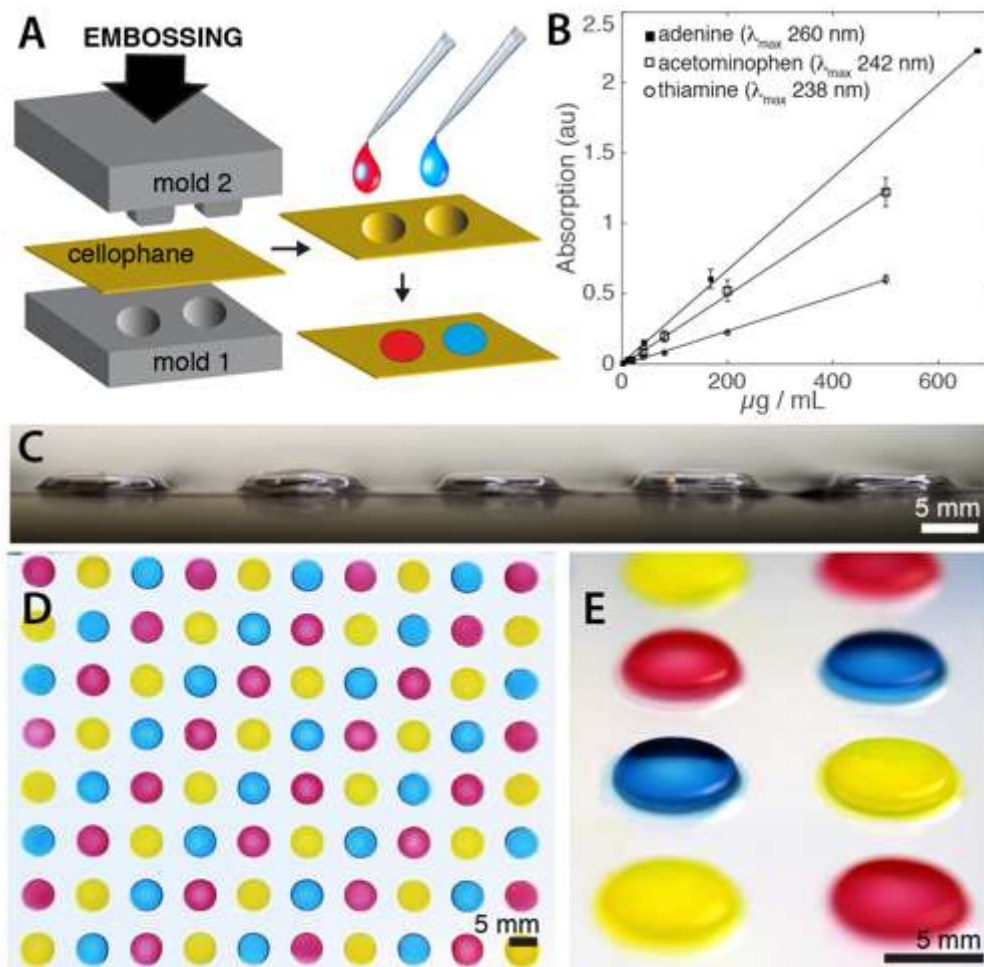 A
EMBOSSING
mold 2
cellophane
mold 1
B
Absorption (au)
2.5
2
1.5
1
0.5
0
0
200
400
600
µg / mL
adenine (λmax 260 nm)
acetominophen (λmax 242 nm)
thiamine (λmax 238 nm)
C
5 mm
D
5 mm
E
5 mm